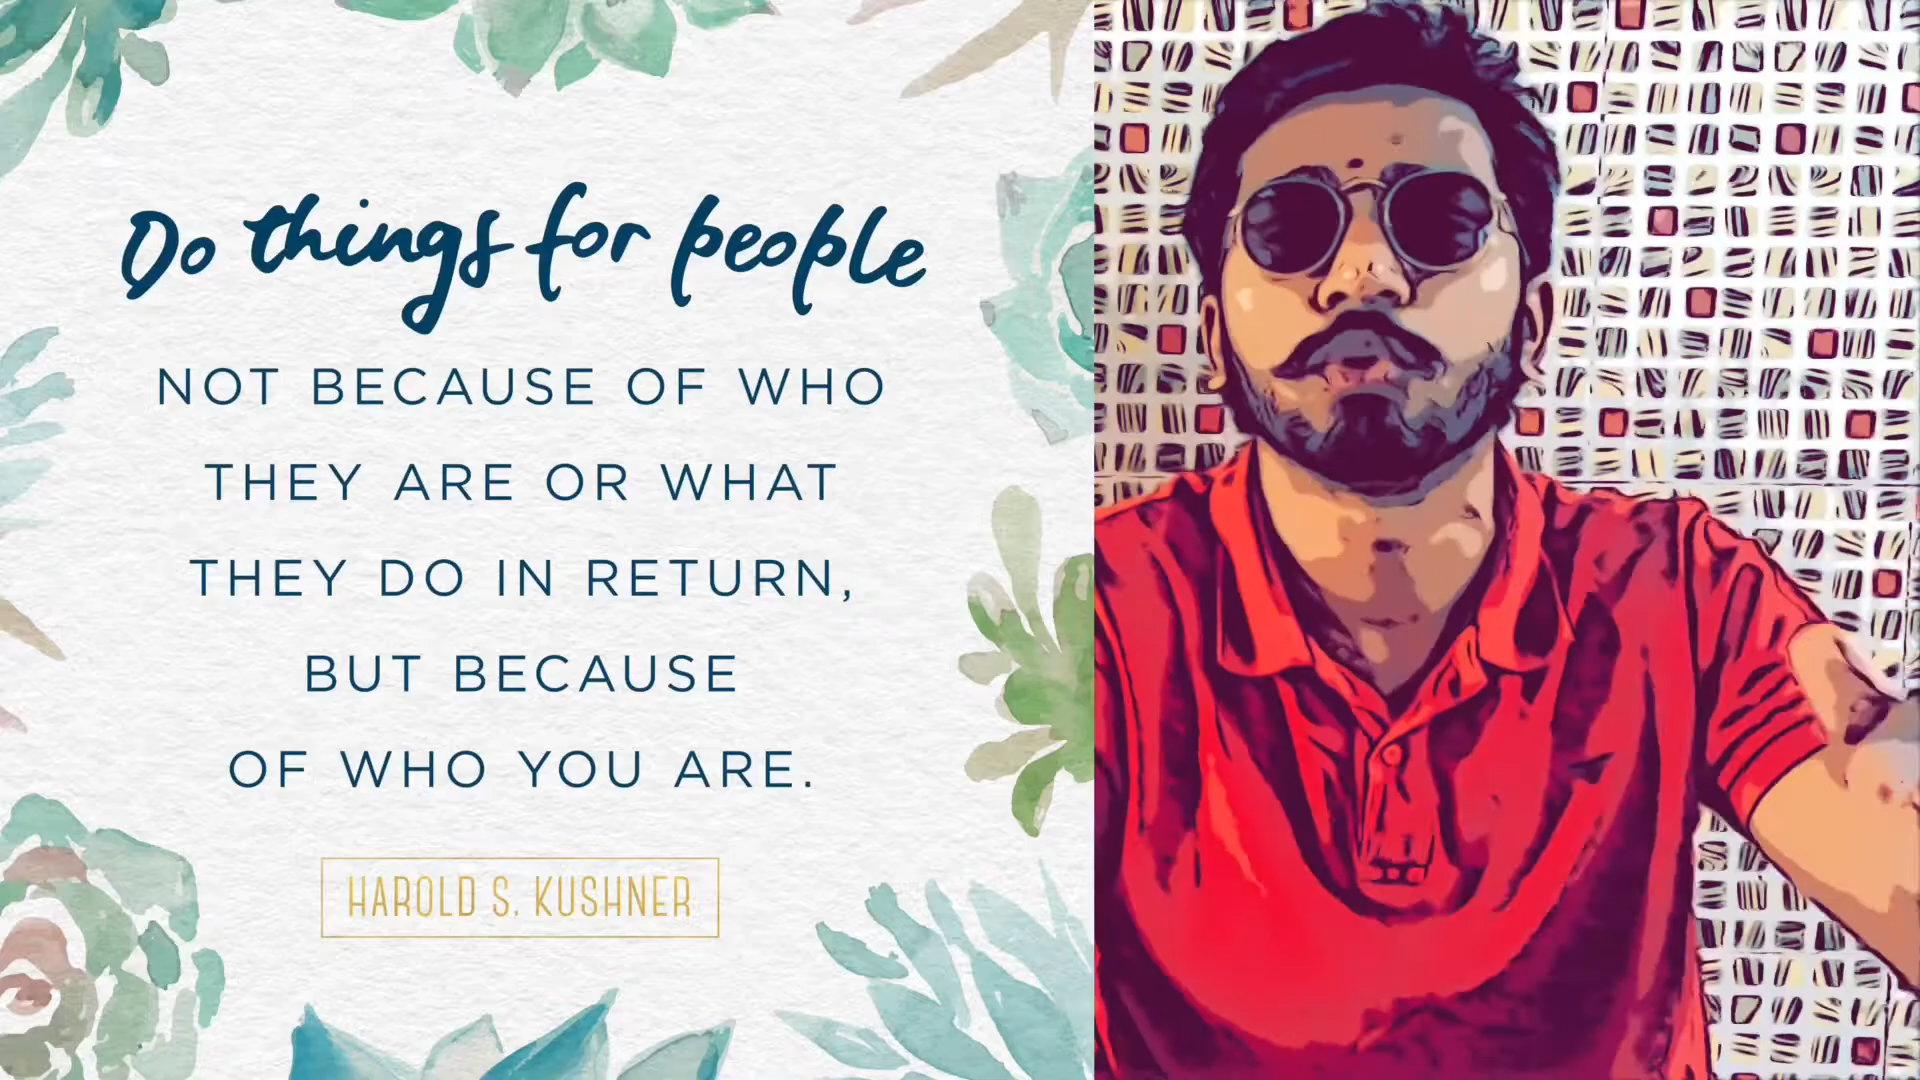 Do things for people
NOT BECAUSE OF WHO
THEY ARE OR WHAT
THEY DO IN RETURN,
BUT BECAUSE
OF WHO YOU ARE.
HAROLD S. KUSHNER